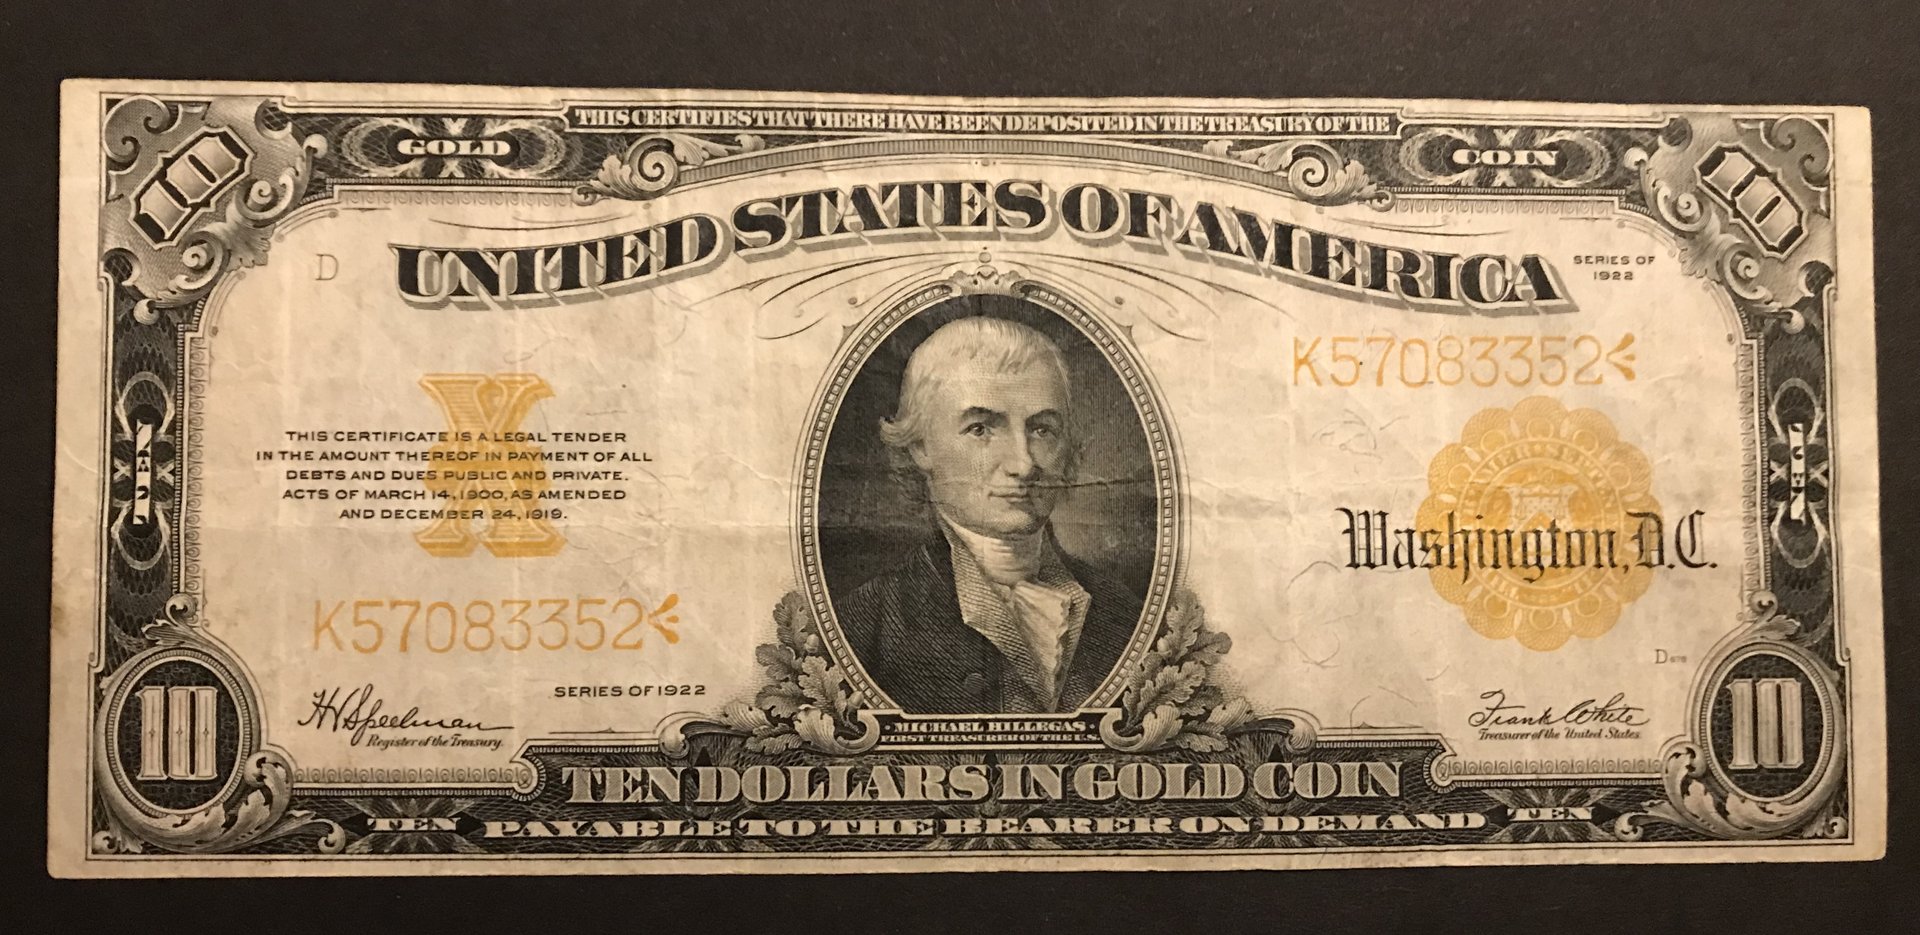 THIS CERTIFIES THAT THERE HAVE BEEN DEPOSITED IN THE TREASURY OF THE
10 GOLD COIN 10
UNITED STATES OF AMERICA
D
SERIES OF
1922
K57083352
X
THIS CERTIFICATE IS A LEGAL TENDER
IN THE AMOUNT THEREOF IN PAYMENT OF ALL
DEBTS AND DUES PUBLIC AND PRIVATE.
ACTS OF MARCH 14, 1900, AS AMENDED
AND DECEMBER 24, 1919.
Washington, D.C.
K57083352
D
SERIES OF 1922
H V Speelman
Register of the Treasury.
Frank White
Treasurer of the United States.
· MICHAEL HILLEGAS ·
FIRST TREASURER OF THE U.S.
10 TEN DOLLARS IN GOLD COIN 10
TEN PAYABLE TO THE BEARER ON DEMAND TEN